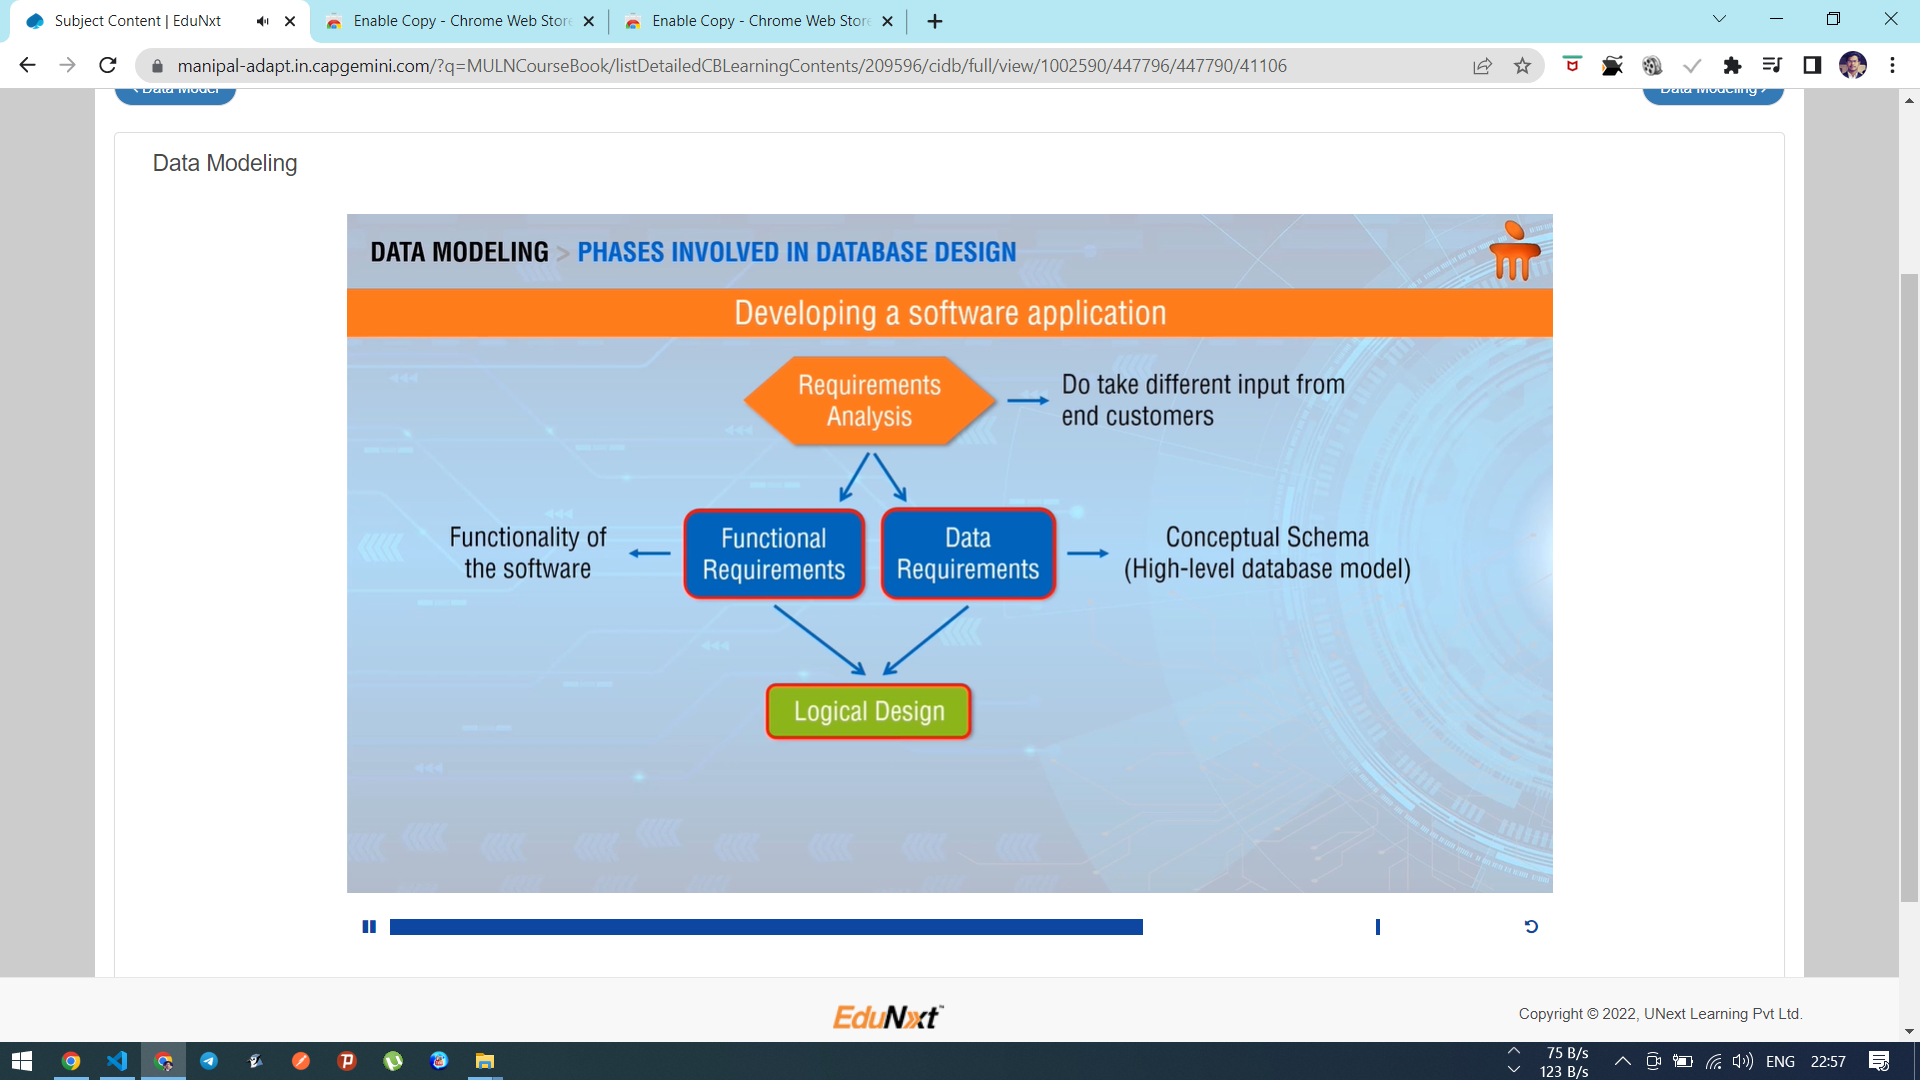 Subject Content | EduNxt
Enable Copy - Chrome Web Store
Enable Copy - Chrome Web Store
manipal-adapt.in.capgemini.com/?q=MULNCourseBook/listDetailedCBLearningContents/209596/cidb/full/view/1002590/447796/447790/41106
‹ Data Model
Data Modeling ›
Data Modeling
DATA MODELING > PHASES INVOLVED IN DATABASE DESIGN
Developing a software application
Requirements
Analysis
Do take different input from
end customers
Functionality of
the software
Functional
Requirements
Data
Requirements
Conceptual Schema
(High-level database model)
Logical Design
EduNxt™
Copyright © 2022, UNext Learning Pvt Ltd.
75 B/s
123 B/s
ENG
22:57